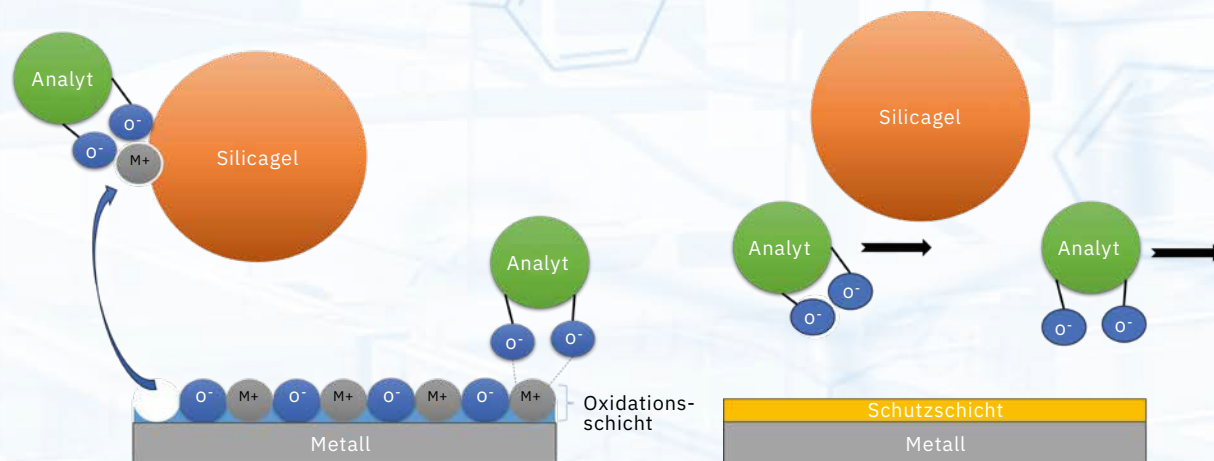 Analyt
O-
O-
M+
Silicagel
Analyt
O-
O-
O-
M+
O-
M+
O-
M+
O-
M+
Oxidations-
schicht
Metall
Silicagel
Analyt
O-
O-
Analyt
O-
O-
Schutzschicht
Metall